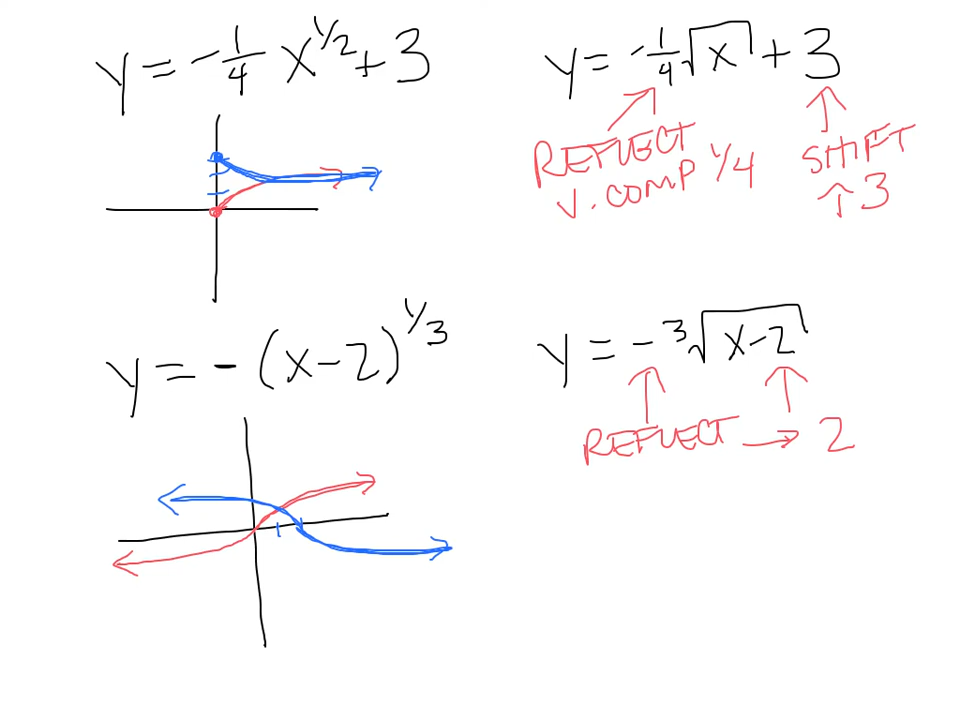 y = -1/4 x^1/2 + 3
y = -1/4 √x + 3
REFLECT
V. COMP 1/4
SHIFT
↑ 3
y = - (x-2)^1/3
y = - ³√x-2
REFLECT → 2